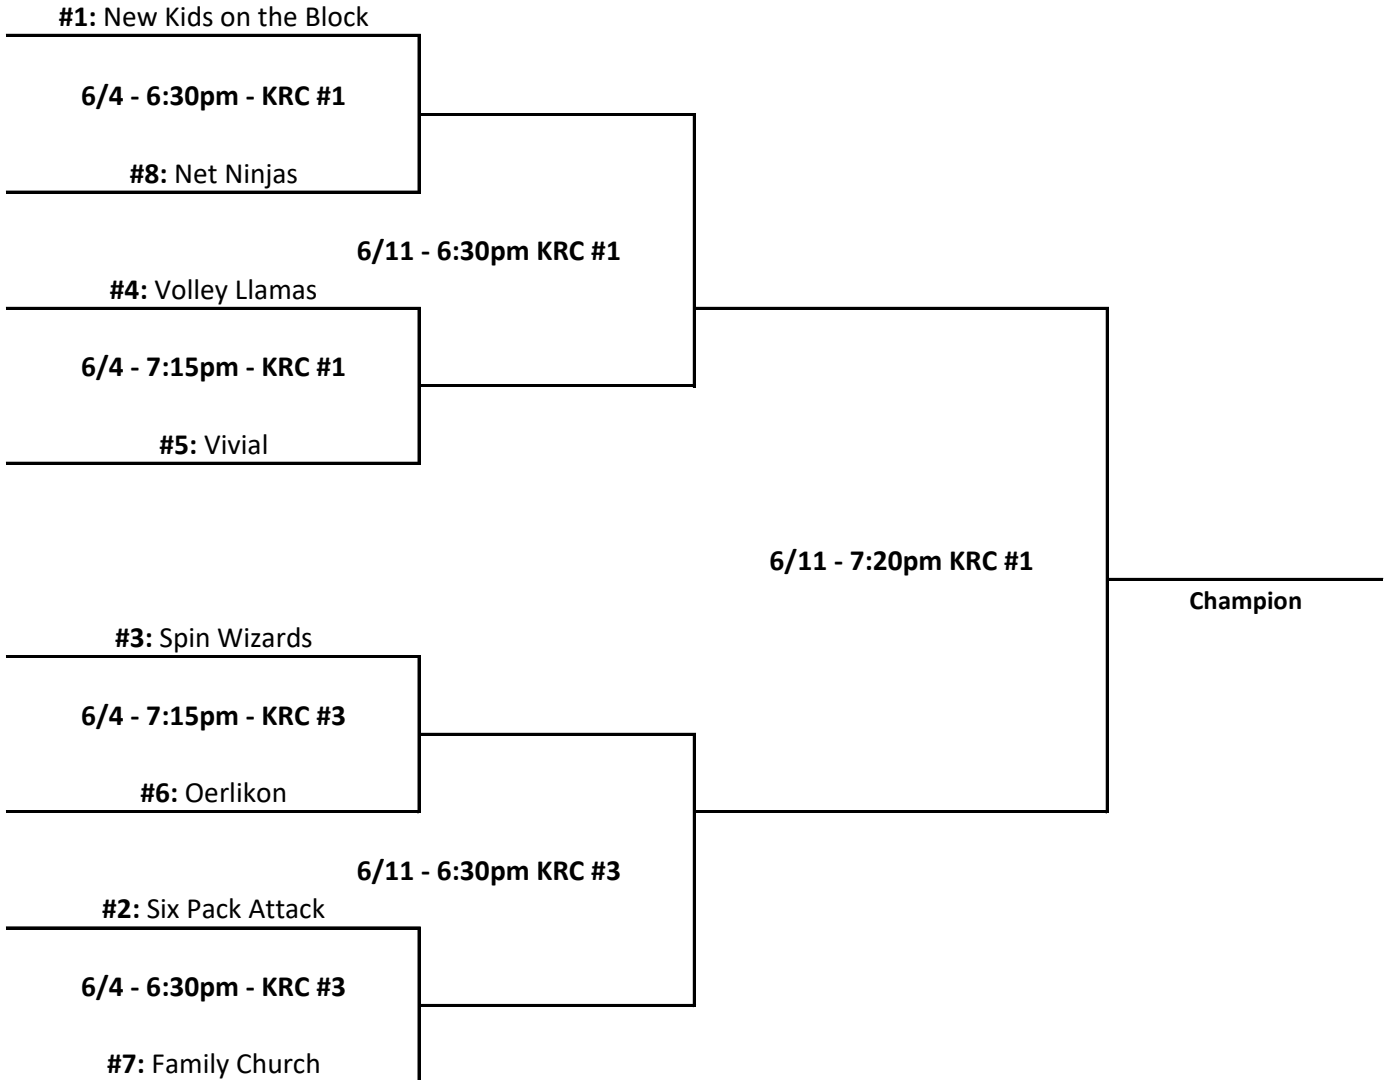 #1: New Kids on the Block
6/4 - 6:30pm - KRC #1
#8: Net Ninjas
6/11 - 6:30pm KRC #1
#4: Volley Llamas
6/4 - 7:15pm - KRC #1
#5: Vivial
6/11 - 7:20pm KRC #1
Champion
#3: Spin Wizards
6/4 - 7:15pm - KRC #3
#6: Oerlikon
6/11 - 6:30pm KRC #3
#2: Six Pack Attack
6/4 - 6:30pm - KRC #3
#7: Family Church